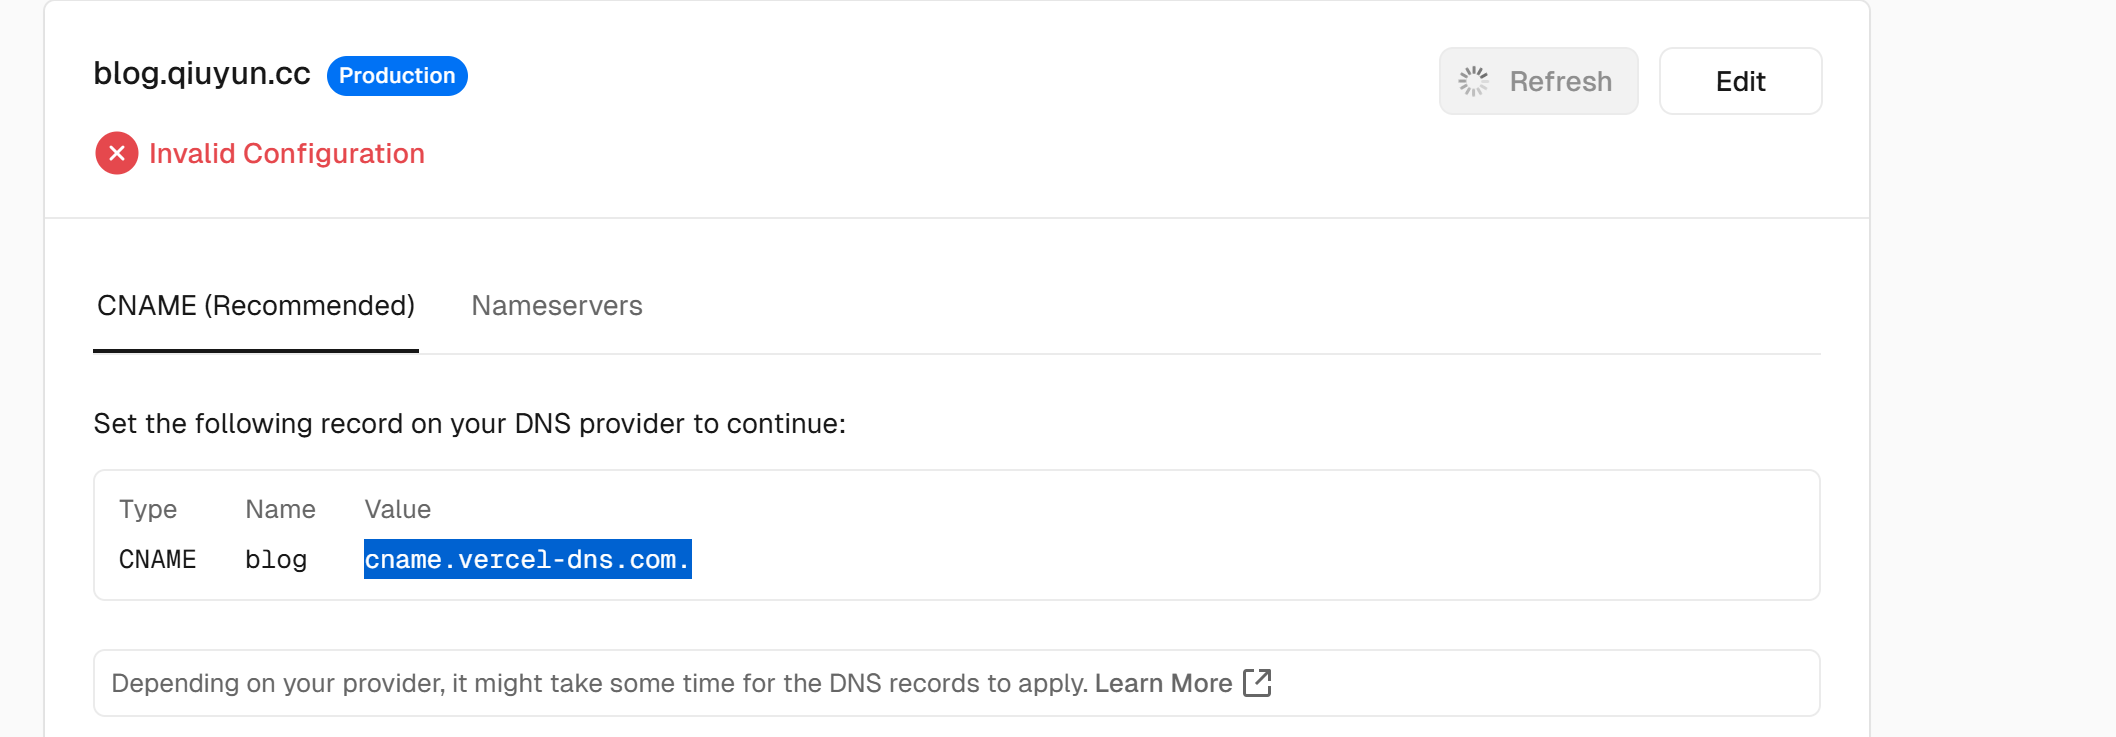 blog.qiuyun.cc Production
Refresh Edit
Invalid Configuration
CNAME (Recommended) Nameservers
Set the following record on your DNS provider to continue:
Type Name Value
CNAME blog cname.vercel-dns.com.
Depending on your provider, it might take some time for the DNS records to apply. Learn More